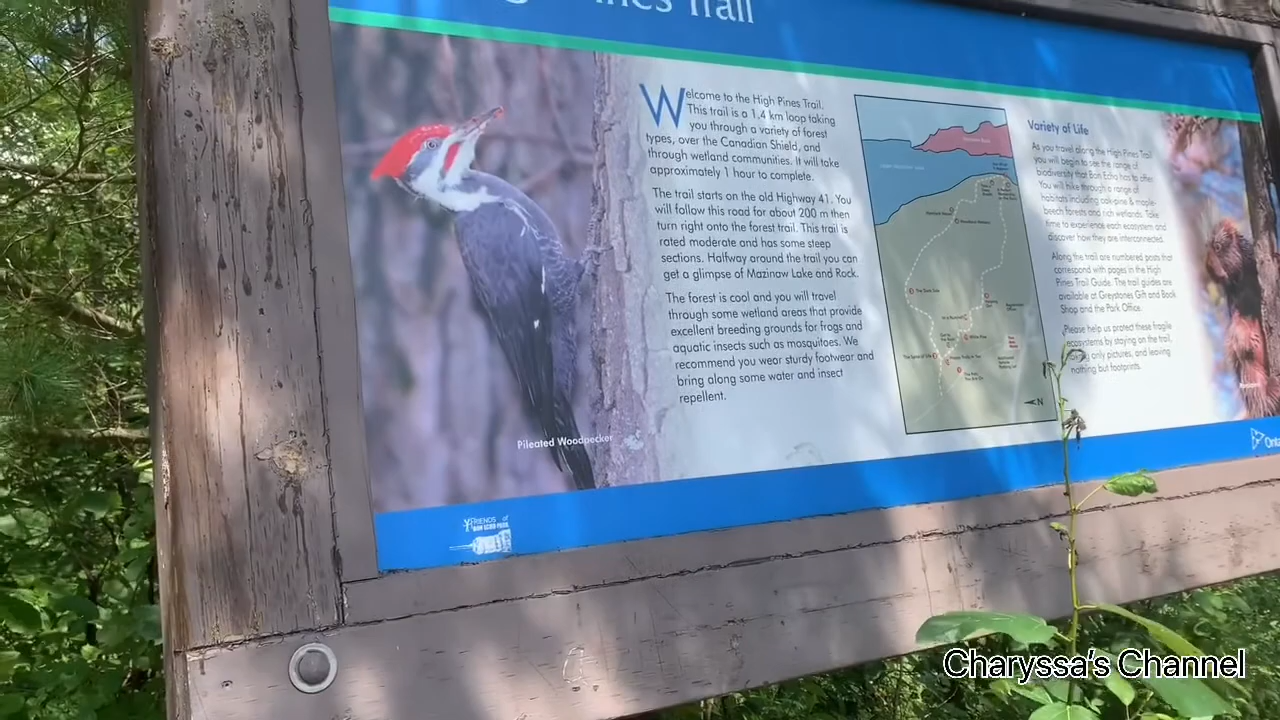 Pines Trail
Welcome to the High Pines Trail.
This trail is a 1.4 km loop taking
you through a variety of forest
types, over the Canadian Shield, and
through wetland communities. It will take
approximately 1 hour to complete.
The trail starts on the old Highway 41. You
will follow this road for about 200 m then
turn right onto the forest trail. This trail is
rated moderate and has some steep
sections. Halfway around the trail you can
get a glimpse of Mazinaw Lake and Rock.
The forest is cool and you will travel
through some wetland areas that provide
excellent breeding grounds for frogs and
aquatic insects such as mosquitoes. We
recommend you wear sturdy footwear and
bring along some water and insect
repellent.
N
Variety of Life
As you travel along the High Pines Trail
you will begin to see the range of
biodiversity that Bon Echo has to offer.
You will hike through a range of
habitats including oak-pine & maple-
beech forests and rich wetlands. Take
time to experience each ecosystem and
discover how they are interconnected.
Along the trail are numbered posts that
correspond with pages in the High
Pines Trail Guide. The trail guides are
available at Greystones Gift and Book
Shop and the Park Office.
Please help us protect these fragile
ecosystems by staying on the trail,
taking only pictures, and leaving
nothing but footprints.
Pileated Woodpecker
FRIENDS of
BON ECHO PARK
Charyssa's Channel